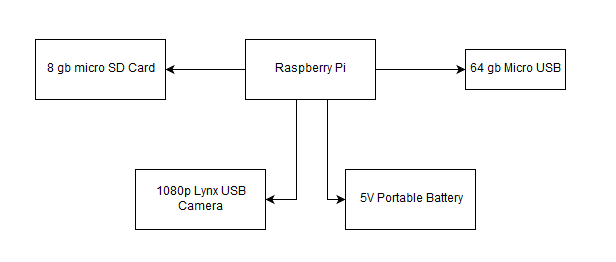 8 gb micro SD Card
Raspberry Pi
64 gb Micro USB
1080p Lynx USB
Camera
5V Portable Battery